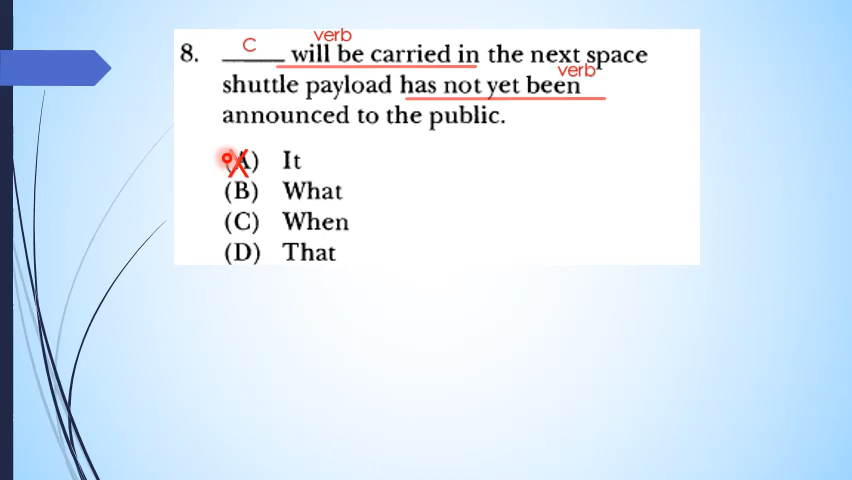 C verb
8. ____ will be carried in the next space
verb
shuttle payload has not yet been
announced to the public.
(A) It
(B) What
(C) When
(D) That